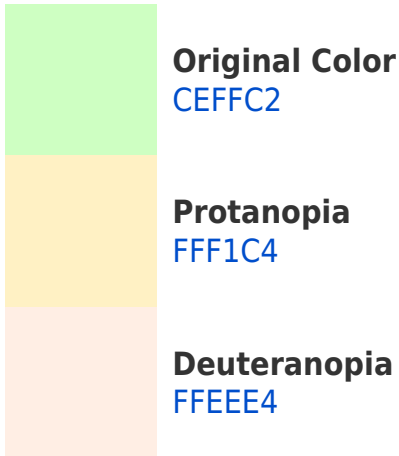 Original Color
CEFFC2
Protanopia
FFF1C4
Deuteranopia
FFEEE4